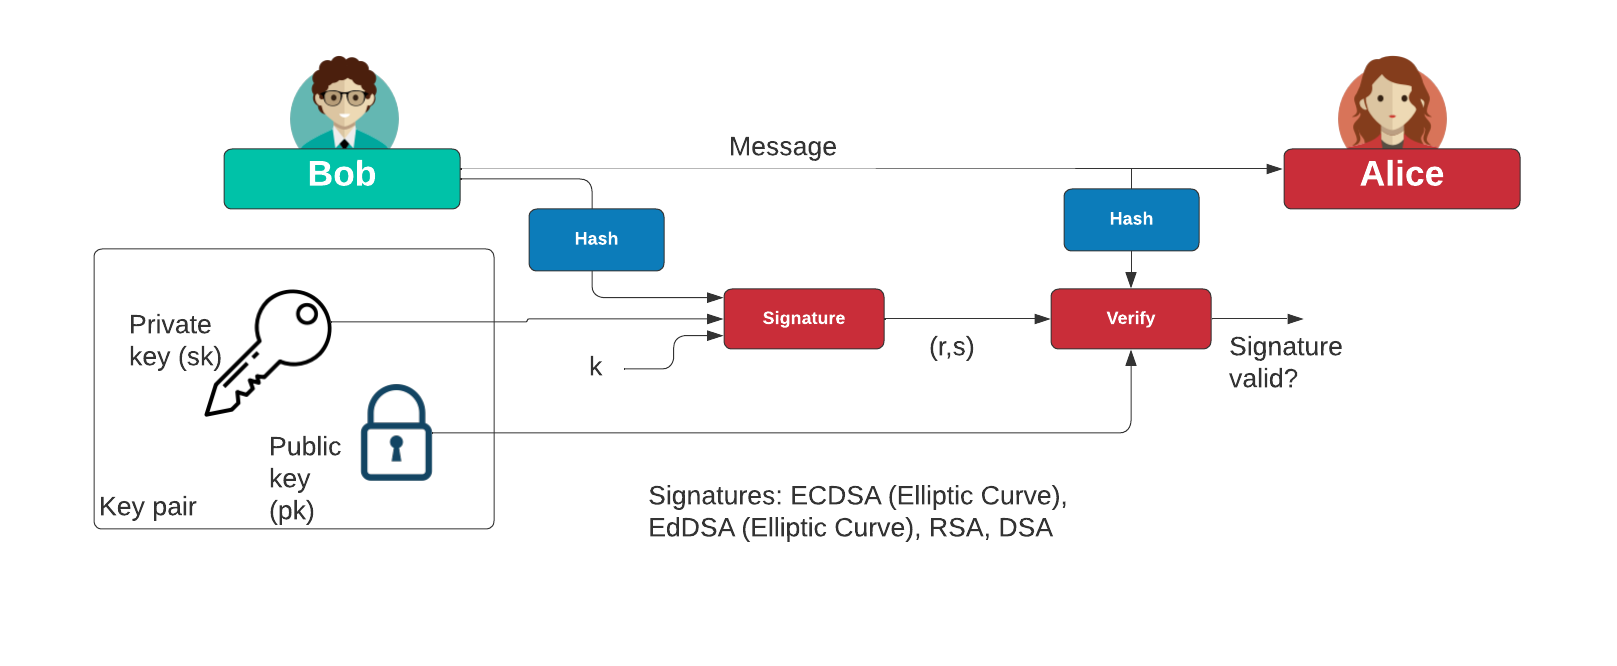 Message
Bob
Alice
Hash
Hash
Private
key (sk)
Signature
Verify
k
(r,s)
Signature
valid?
Public
key
(pk)
Key pair
Signatures: ECDSA (Elliptic Curve),
EdDSA (Elliptic Curve), RSA, DSA